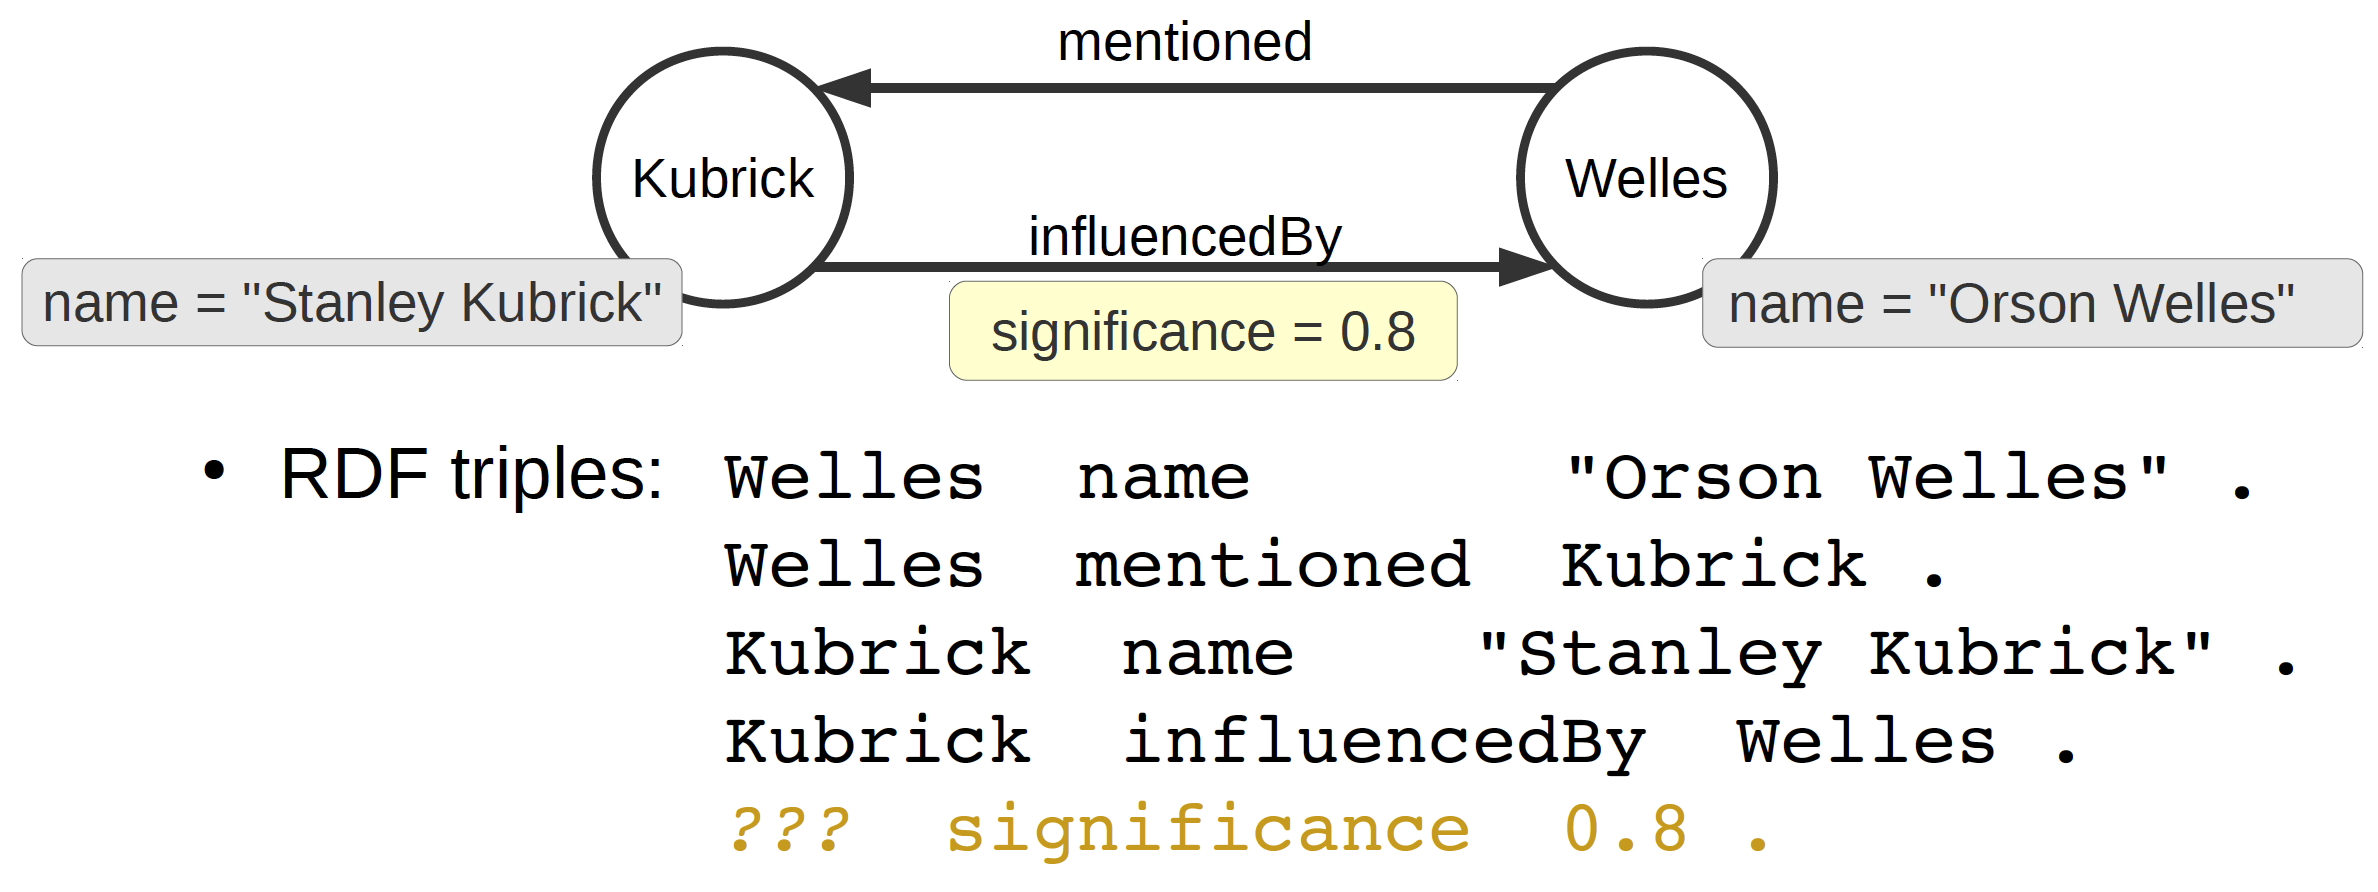 mentioned
Kubrick
Welles
influencedBy
name = "Stanley Kubrick"
significance = 0.8
name = "Orson Welles"
• RDF triples: Welles name "Orson Welles" .
Welles mentioned Kubrick .
Kubrick name "Stanley Kubrick" .
Kubrick influencedBy Welles .
??? significance 0.8 .